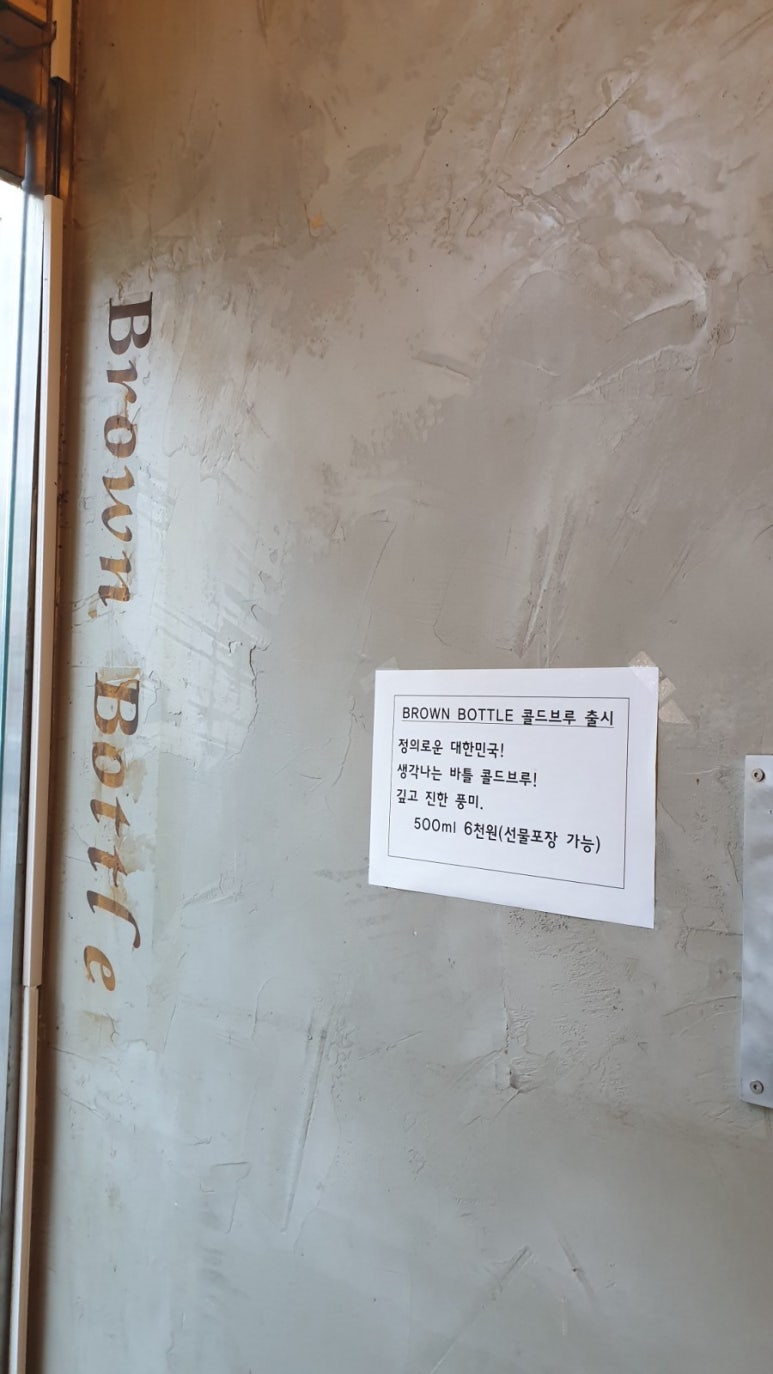 Brown Bottle
BROWN BOTTLE 콜드브루 출시
정의로운 대한민국!
생각나는 바틀 콜드브루!
깊고 진한 풍미.
500ml 6천원(선물포장 가능)